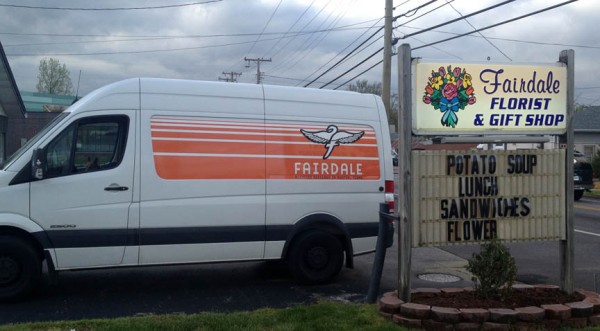 FAIRDALE
Fairdale
FLORIST
& GIFT SHOP
POTATO SOUP
LUNCH
SANDWICHES
FLOWER